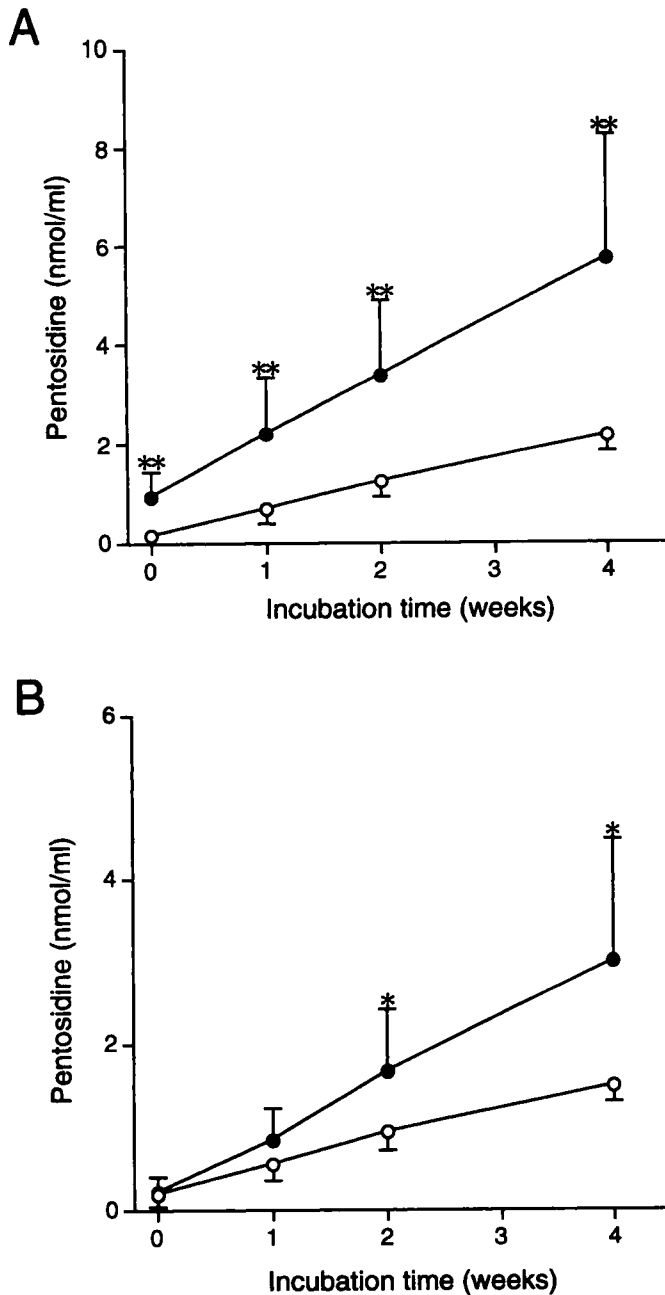 A
10
8
6
4
2
0
Pentosidine (nmol/ml)
**
**
**
**
0 1 2 3 4
Incubation time (weeks)
B
6
4
2
0
Pentosidine (nmol/ml)
*
*
0 1 2 3 4
Incubation time (weeks)